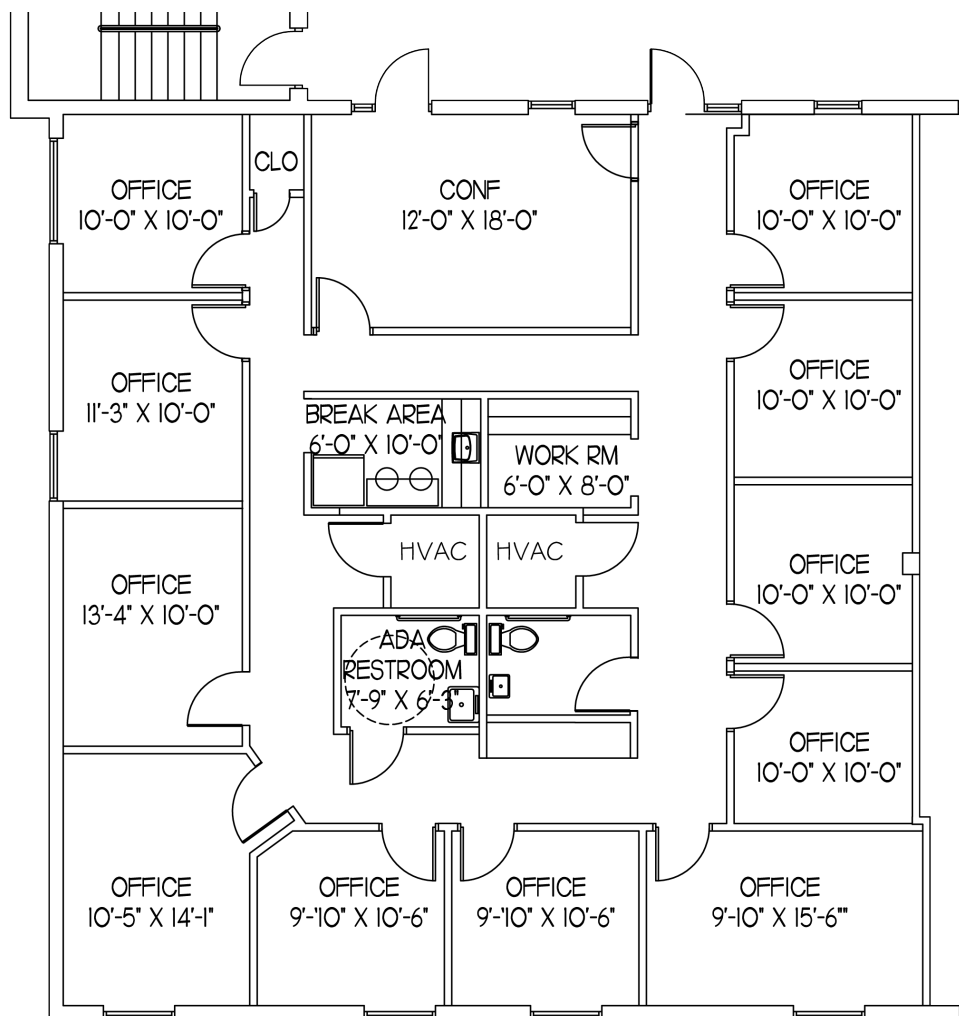 CLO
OFFICE
10'-0" X 10'-0"
CONF
12'-0" X 18'-0"
OFFICE
10'-0" X 10'-0"
OFFICE
11'-3" X 10'-0"
BREAK AREA
6'-0" X 10'-0"
WORK RM
6'-0" X 8'-0"
OFFICE
10'-0" X 10'-0"
HVAC
HVAC
OFFICE
13'-4" X 10'-0"
OFFICE
10'-0" X 10'-0"
ADA
RESTROOM
7'-9" X 6'-3"
OFFICE
10'-0" X 10'-0"
OFFICE
10'-5" X 14'-1"
OFFICE
9'-'10" X 10'-6"
OFFICE
9'-'10" X 10'-6"
OFFICE
9'-10" X 15'-6""